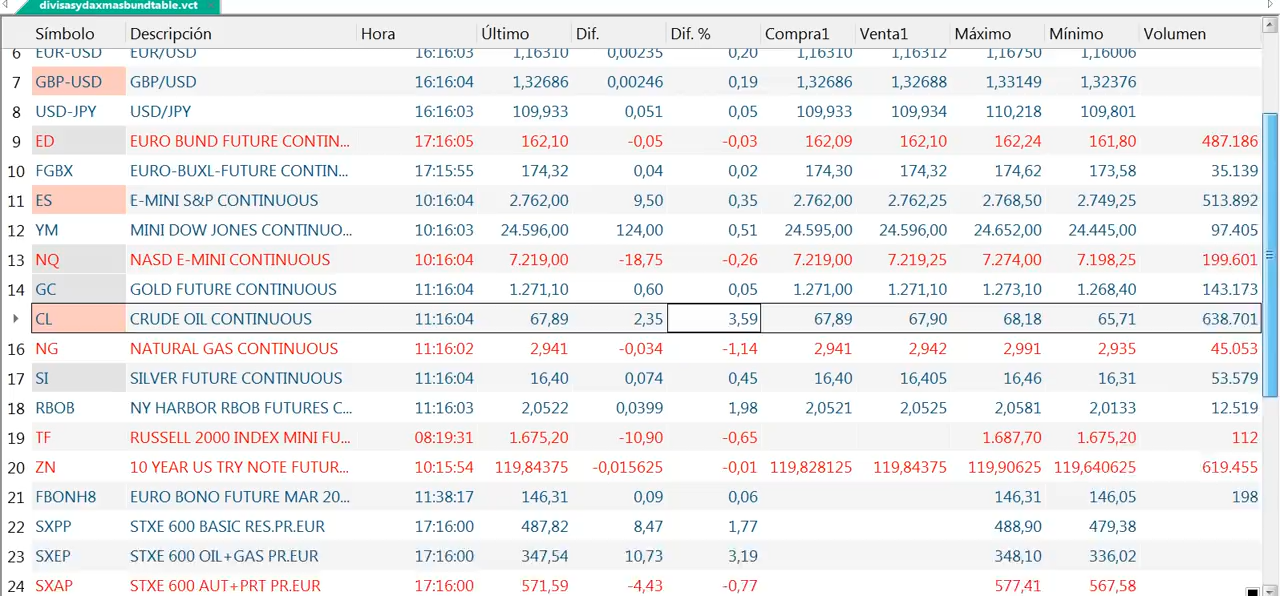 divisasydaxmasbundtable.vct
Símbolo Descripción Hora Último Dif. Dif. % Compra1 Venta1 Máximo Mínimo Volumen
6 EUR-USD EUR/USD 16:16:03 1,16310 0,00235 0,20 1,16310 1,16312 1,16750 1,16006
7 GBP-USD GBP/USD 16:16:04 1,32686 0,00246 0,19 1,32686 1,32688 1,33149 1,32376
8 USD-JPY USD/JPY 16:16:03 109,933 0,051 0,05 109,933 109,934 110,218 109,801
9 ED EURO BUND FUTURE CONTIN... 17:16:05 162,10 -0,05 -0,03 162,09 162,10 162,24 161,80 487.186
10 FGBX EURO-BUXL-FUTURE CONTIN... 17:15:55 174,32 0,04 0,02 174,30 174,32 174,62 173,58 35.139
11 ES E-MINI S&P CONTINUOUS 10:16:04 2.762,00 9,50 0,35 2.762,00 2.762,25 2.768,50 2.749,25 513.892
12 YM MINI DOW JONES CONTINUO... 10:16:03 24.596,00 124,00 0,51 24.595,00 24.596,00 24.652,00 24.445,00 97.405
13 NQ NASD E-MINI CONTINUOUS 10:16:04 7.219,00 -18,75 -0,26 7.219,00 7.219,25 7.274,00 7.198,25 199.601
14 GC GOLD FUTURE CONTINUOUS 11:16:04 1.271,10 0,60 0,05 1.271,00 1.271,10 1.273,10 1.268,40 143.173
CL CRUDE OIL CONTINUOUS 11:16:04 67,89 2,35 3,59 67,89 67,90 68,18 65,71 638.701
16 NG NATURAL GAS CONTINUOUS 11:16:02 2,941 -0,034 -1,14 2,941 2,942 2,991 2,935 45.053
17 SI SILVER FUTURE CONTINUOUS 11:16:04 16,40 0,074 0,45 16,40 16,405 16,46 16,31 53.579
18 RBOB NY HARBOR RBOB FUTURES C... 11:16:03 2,0522 0,0399 1,98 2,0521 2,0525 2,0581 2,0133 12.519
19 TF RUSSELL 2000 INDEX MINI FU... 08:19:31 1.675,20 -10,90 -0,65 1.687,70 1.675,20 112
20 ZN 10 YEAR US TRY NOTE FUTUR... 10:15:54 119,84375 -0,015625 -0,01 119,828125 119,84375 119,90625 119,640625 619.455
21 FBONH8 EURO BONO FUTURE MAR 20... 11:38:17 146,31 0,09 0,06 146,31 146,05 198
22 SXPP STXE 600 BASIC RES.PR.EUR 17:16:00 487,82 8,47 1,77 488,90 479,38
23 SXEP STXE 600 OIL+GAS PR.EUR 17:16:00 347,54 10,73 3,19 348,10 336,02
24 SXAP STXE 600 AUT+PRT PR.EUR 17:16:00 571,59 -4,43 -0,77 577,41 567,58